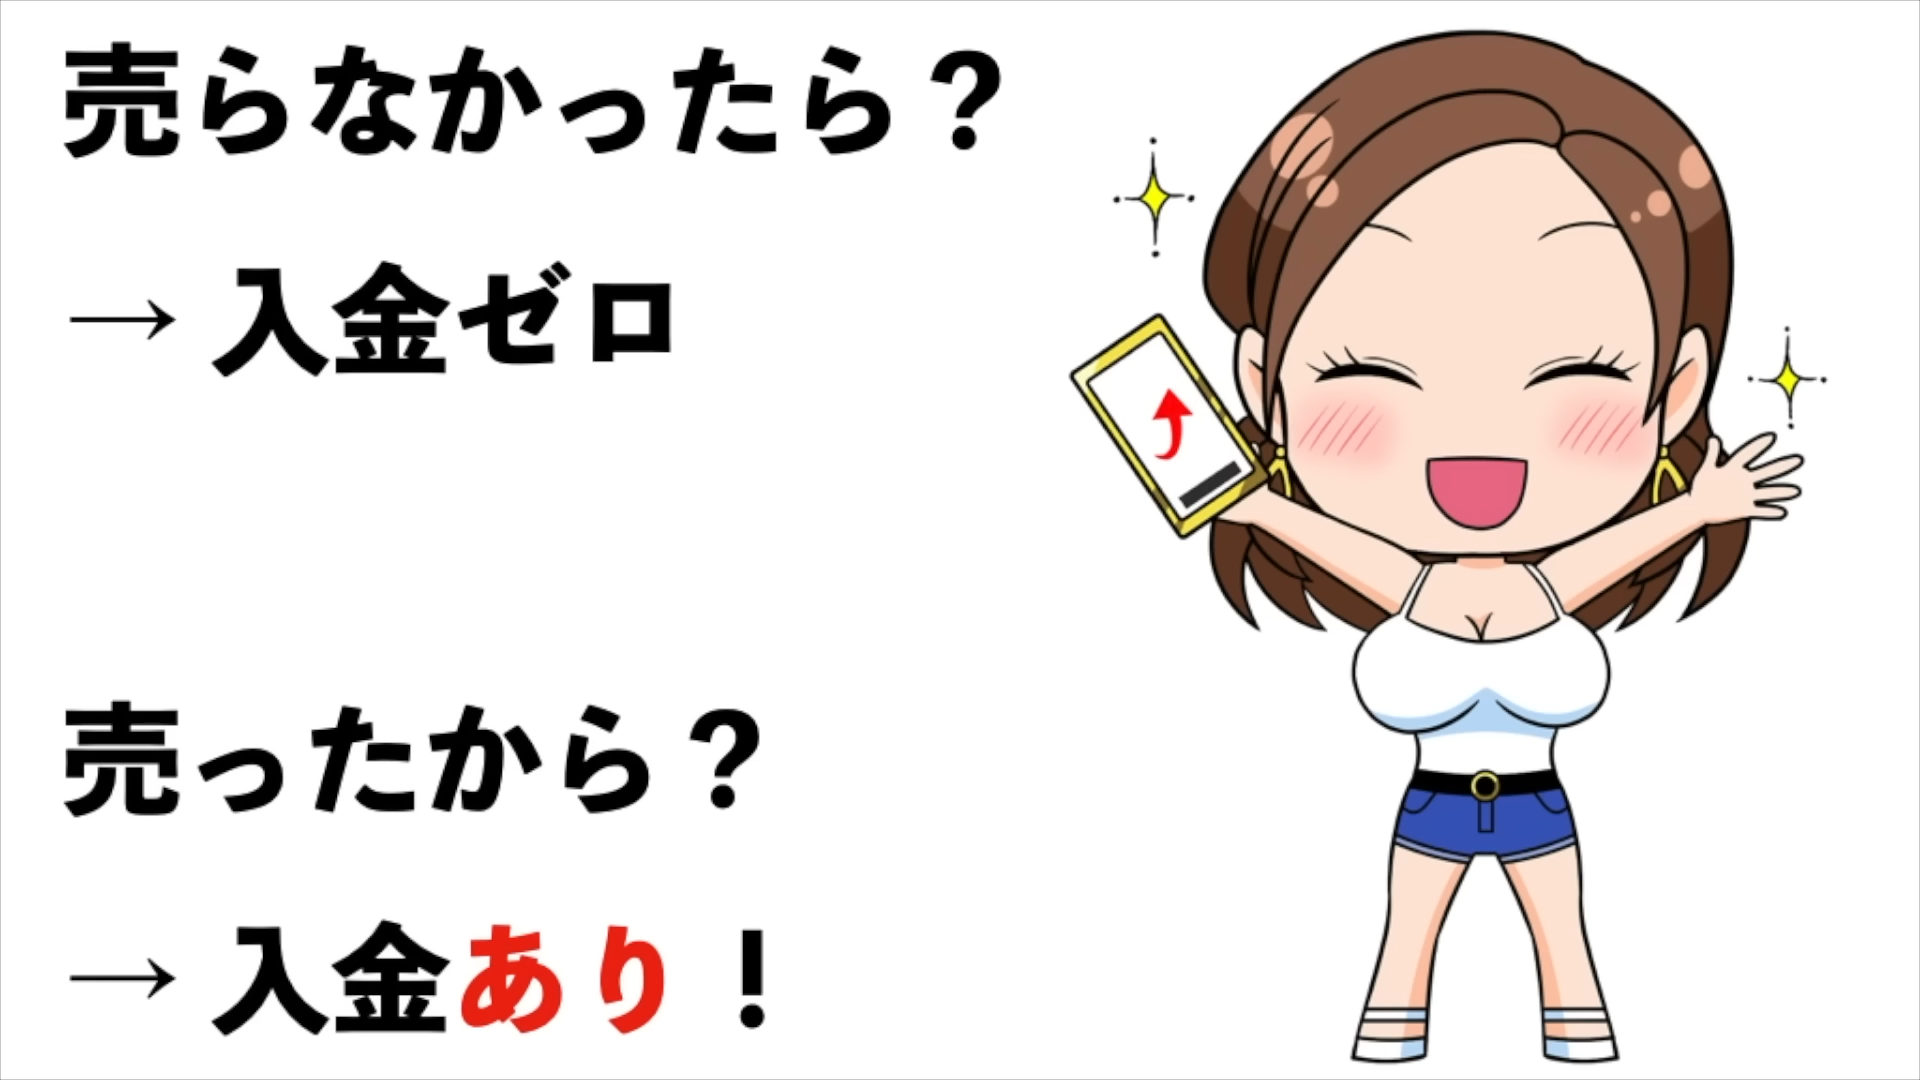 売らなかったら？
→ 入金ゼロ
売ったから？
→ 入金あり！